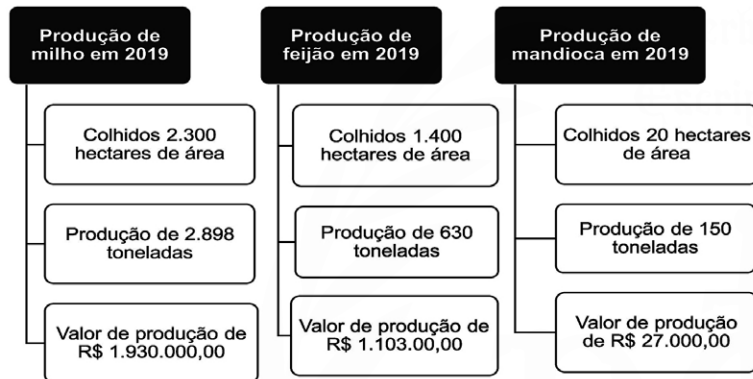 Produção de
milho em 2019
Colhidos 2.300
hectares de área
Produção de 2.898
toneladas
Valor de produção de
R$ 1.930.000,00
Produção de
feijão em 2019
Colhidos 1.400
hectares de área
Produção de 630
toneladas
Valor de produção de
R$ 1.103.00,00
Produção de
mandioca em 2019
Colhidos 20 hectares
de área
Produção de 150
toneladas
Valor de produção
de R$ 27.000,00